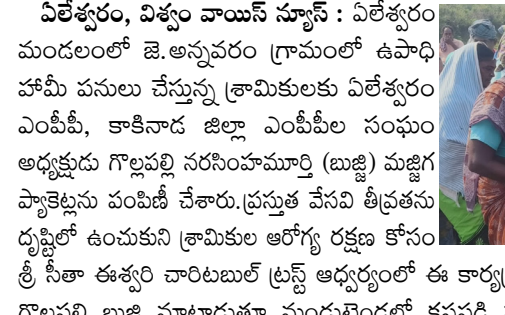 ఏలేశ్వరం, విశ్వం వాయిస్ న్యూస్ : ఏలేశ్వరం
మండలంలో జె.అన్నవరం గ్రామంలో ఉపాధి
హామీ పనులు చేస్తున్న శ్రామికులకు ఏలేశ్వరం
ఎంపీపీ, కాకినాడ జిల్లా ఎంపీపీల సంఘం
అధ్యక్షుడు గొల్లపల్లి నరసింహమూర్తి (బుజ్జి) మజ్జిగ
ప్యాకెట్లను పంపిణీ చేశారు.ప్రస్తుత వేసవి తీవ్రతను
దృష్టిలో ఉంచుకుని శ్రామికుల ఆరోగ్య రక్షణ కోసం
శ్రీ సీతా ఈశ్వరి చారిటబుల్ ట్రస్ట్ ఆధ్వర్యంలో ఈ